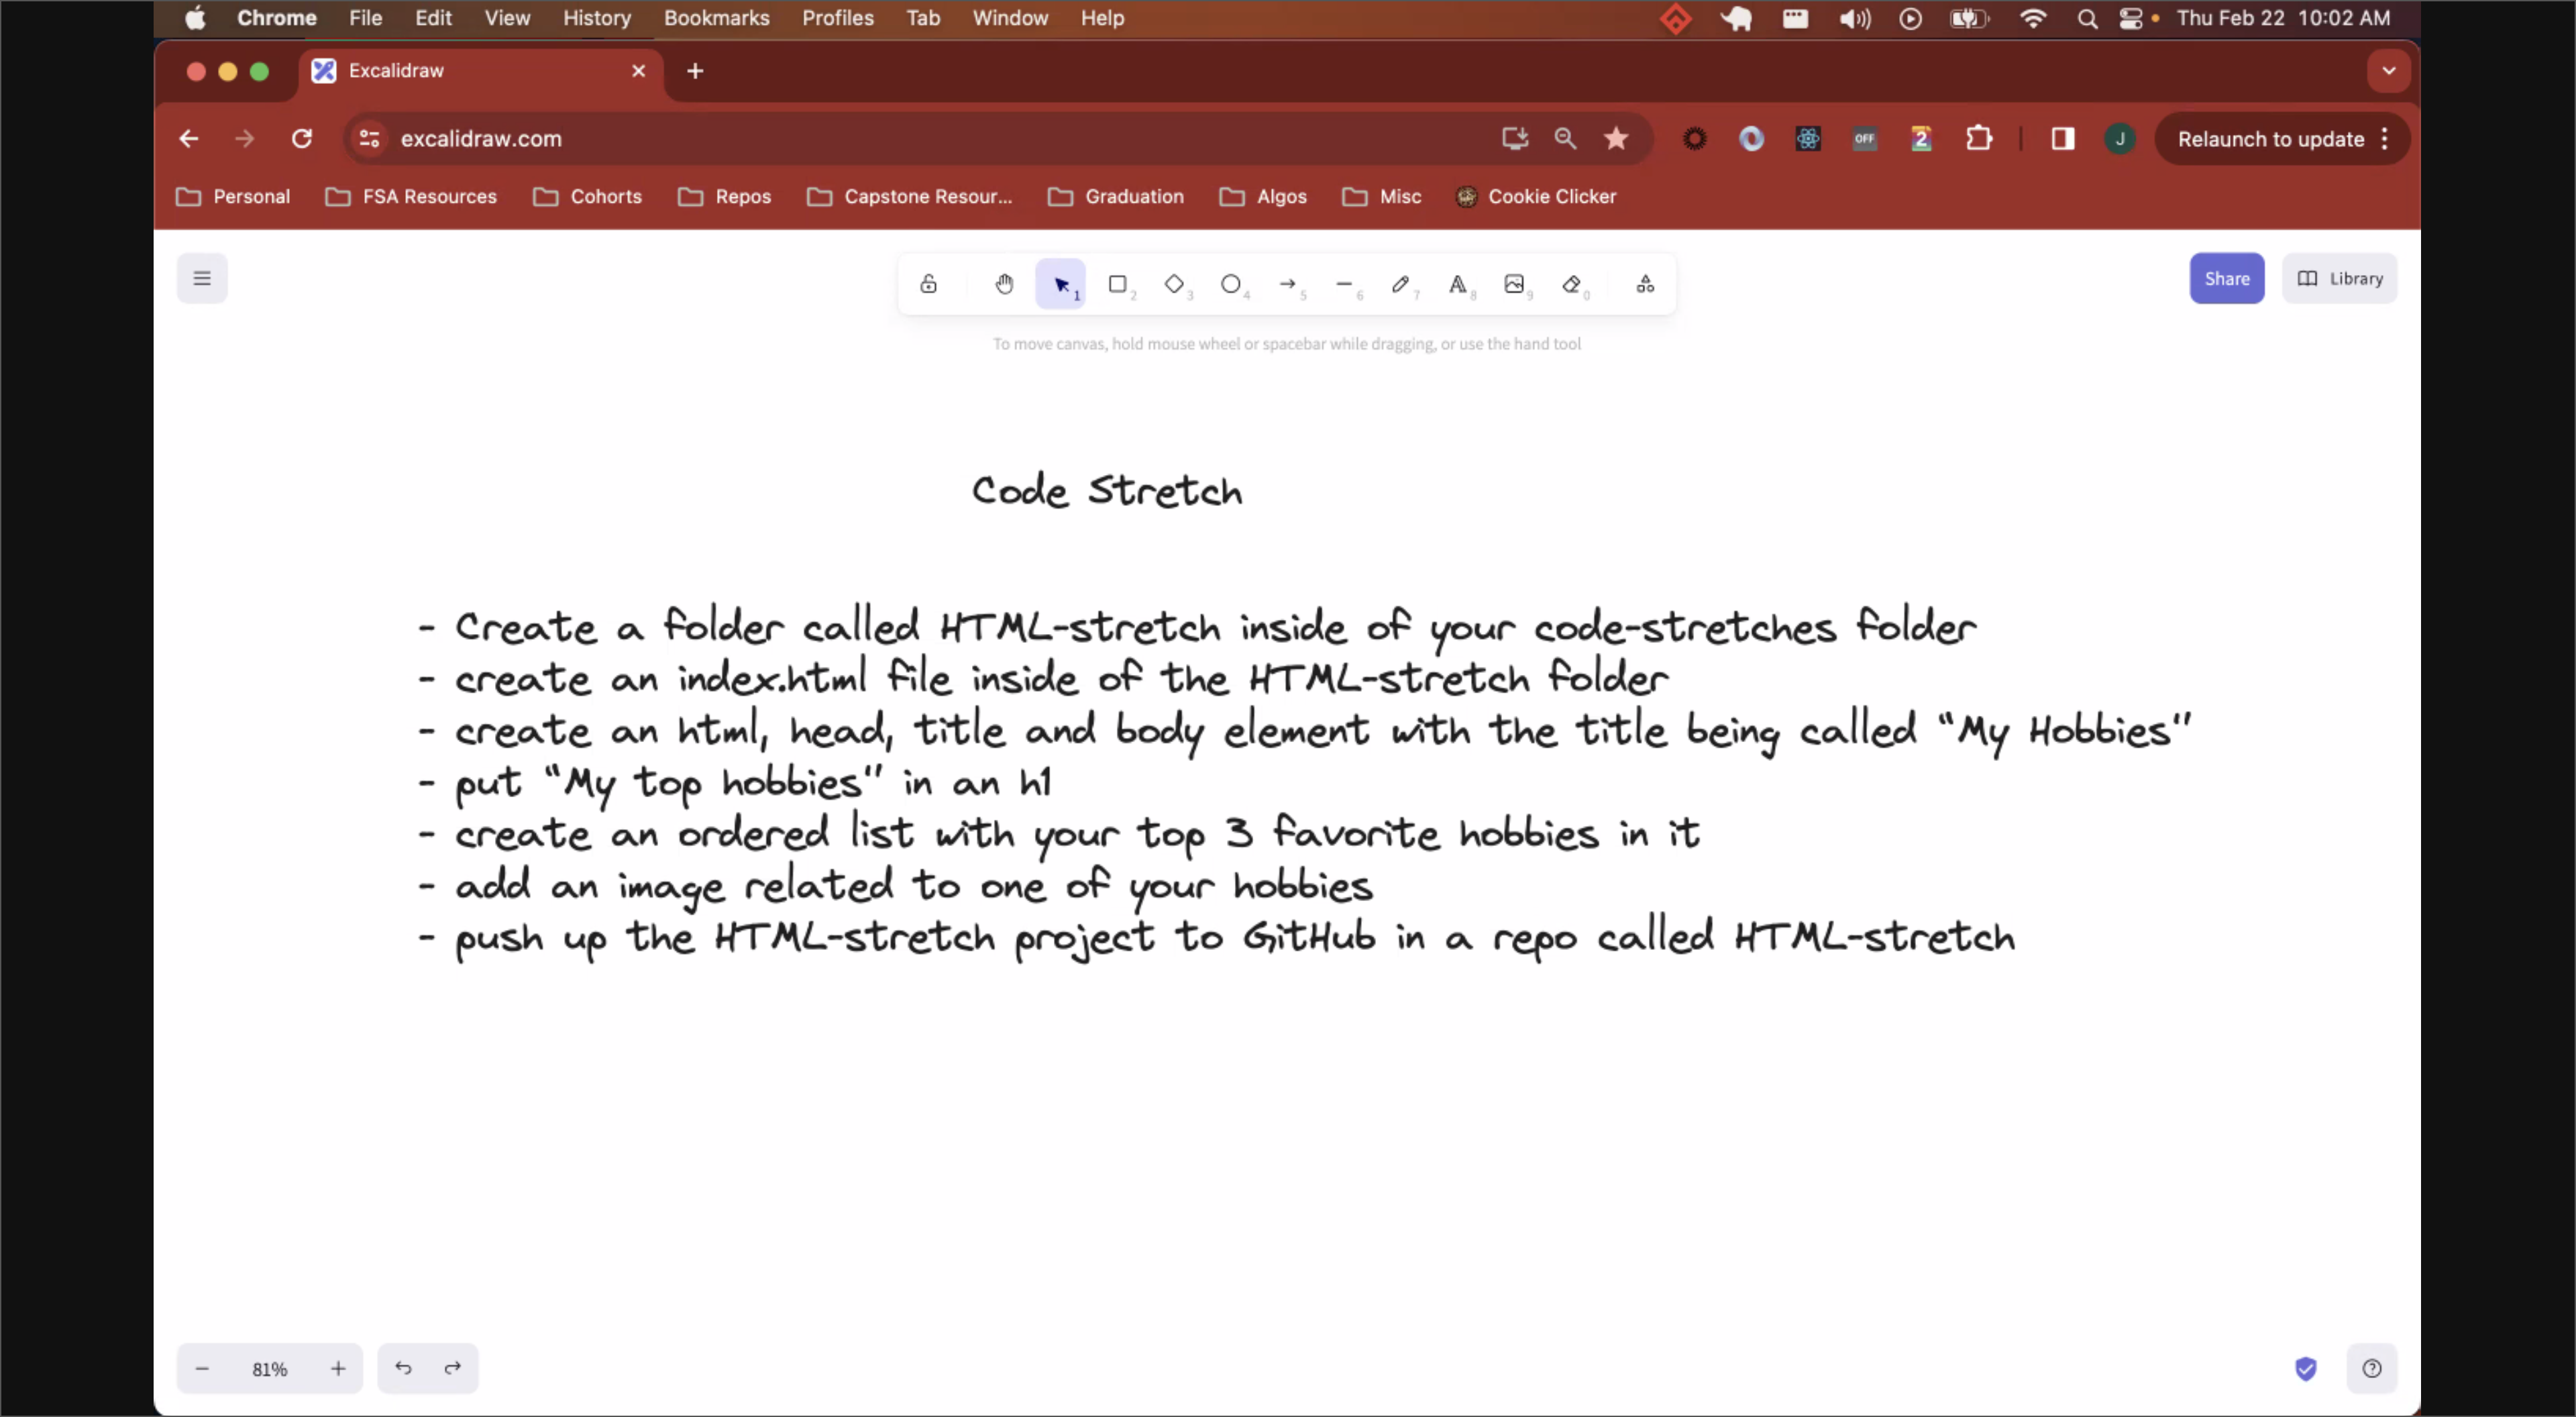 Chrome File Edit View History Bookmarks Profiles Tab Window Help Thu Feb 22 10:02 AM
Excalidraw
excalidraw.com OFF 2 J Relaunch to update
Personal FSA Resources Cohorts Repos Capstone Resour... Graduation Algos Misc Cookie Clicker
1 2 3 4 5 6 7 8 9 0 Share Library
To move canvas, hold mouse wheel or spacebar while dragging, or use the hand tool
Code Stretch
- Create a folder called HTML-stretch inside of your code-stretches folder
- create an index.html file inside of the HTML-stretch folder
- create an html, head, title and body element with the title being called "My Hobbies"
- put "My top hobbies" in an h1
- create an ordered list with your top 3 favorite hobbies in it
- add an image related to one of your hobbies
- push up the HTML-stretch project to GitHub in a repo called HTML-stretch
81%